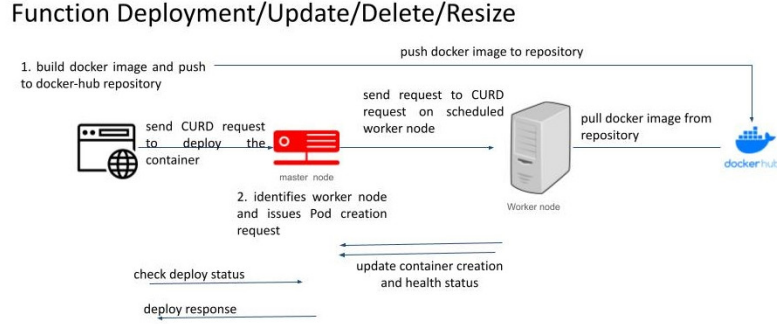 Function Deployment/Update/Delete/Resize
push docker image to repository
1. build docker image and push
to docker-hub repository
send request to CURD
request on scheduled
worker node
pull docker image from
repository
send CURD request
to deploy the
container
master node
dockerhub
2. identifies worker node
and issues Pod creation
request
Worker node
update container creation
and health status
check deploy status
deploy response